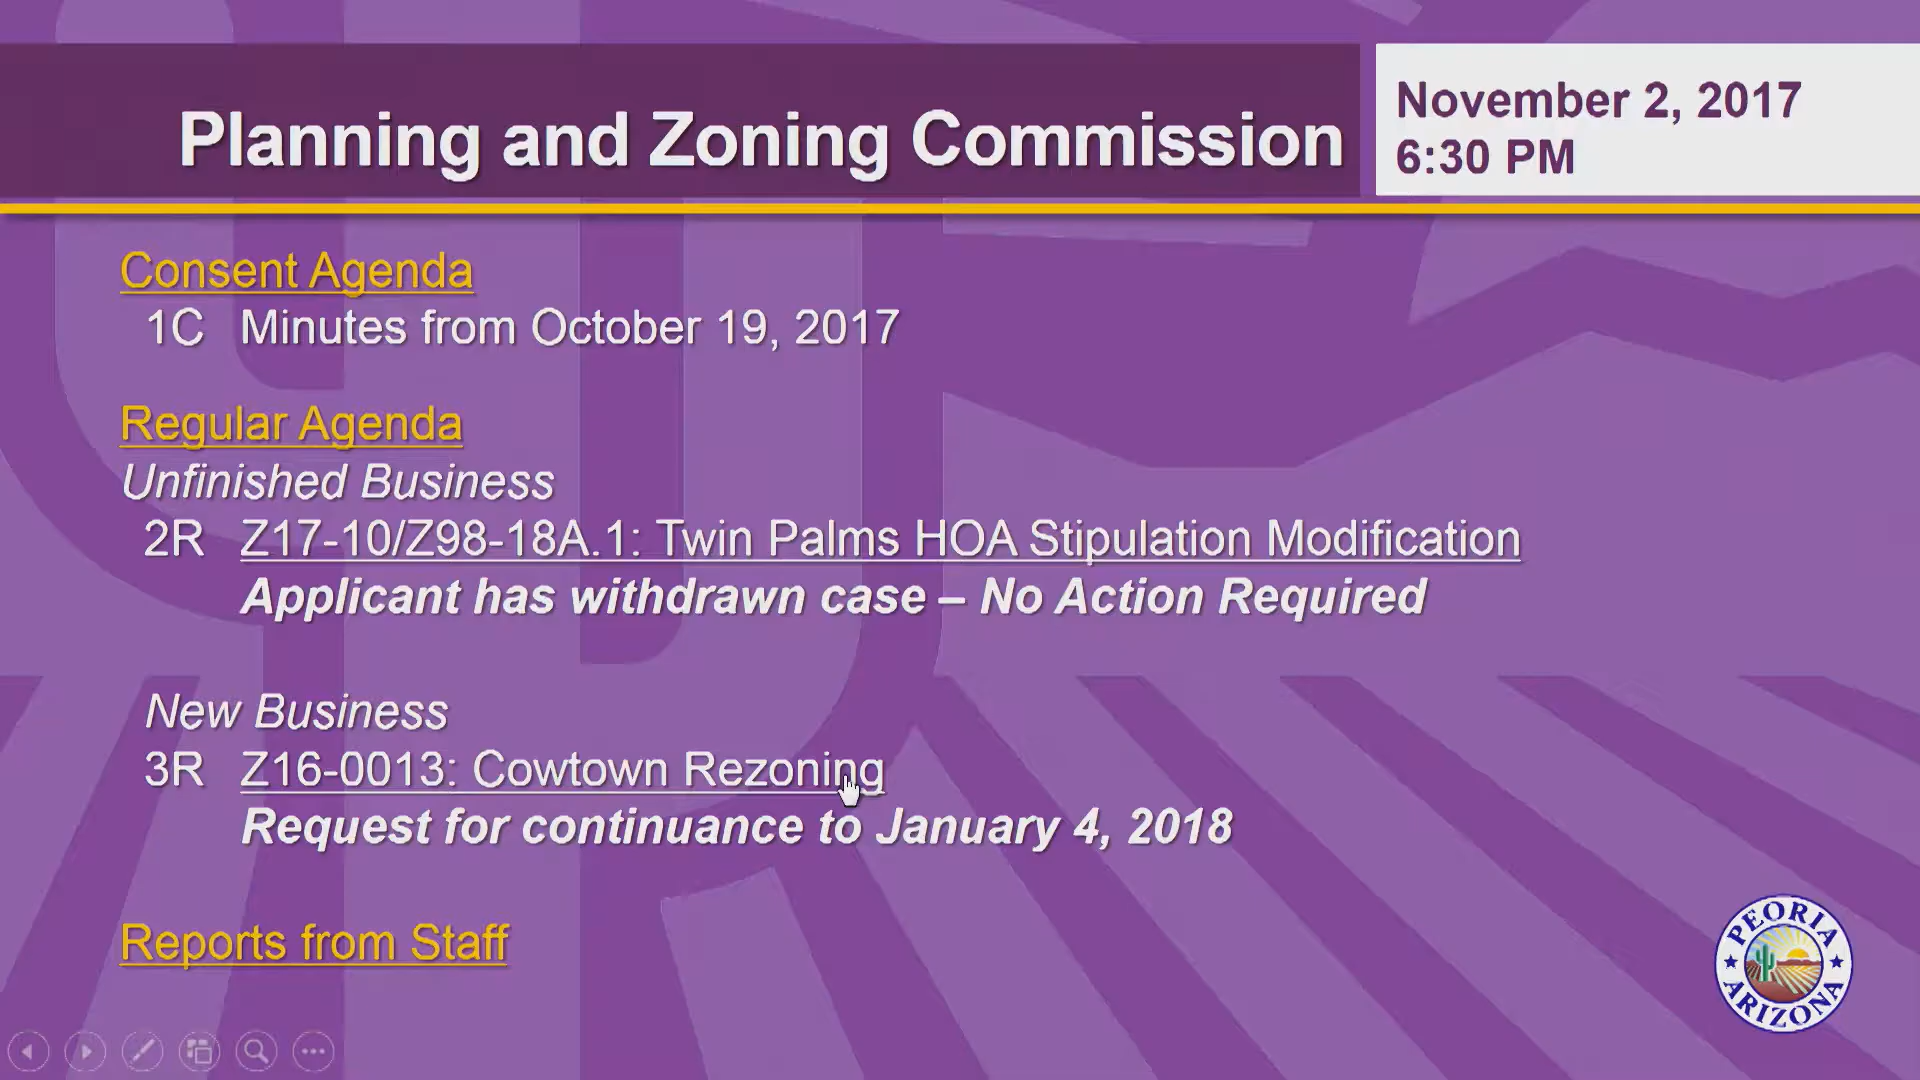 Planning and Zoning Commission
November 2, 2017
6:30 PM
Consent Agenda
1C Minutes from October 19, 2017
Regular Agenda
Unfinished Business
2R Z17-10/Z98-18A.1: Twin Palms HOA Stipulation Modification
Applicant has withdrawn case – No Action Required
New Business
3R Z16-0013: Cowtown Rezoning
Request for continuance to January 4, 2018
Reports from Staff
PEORIA
ARIZONA